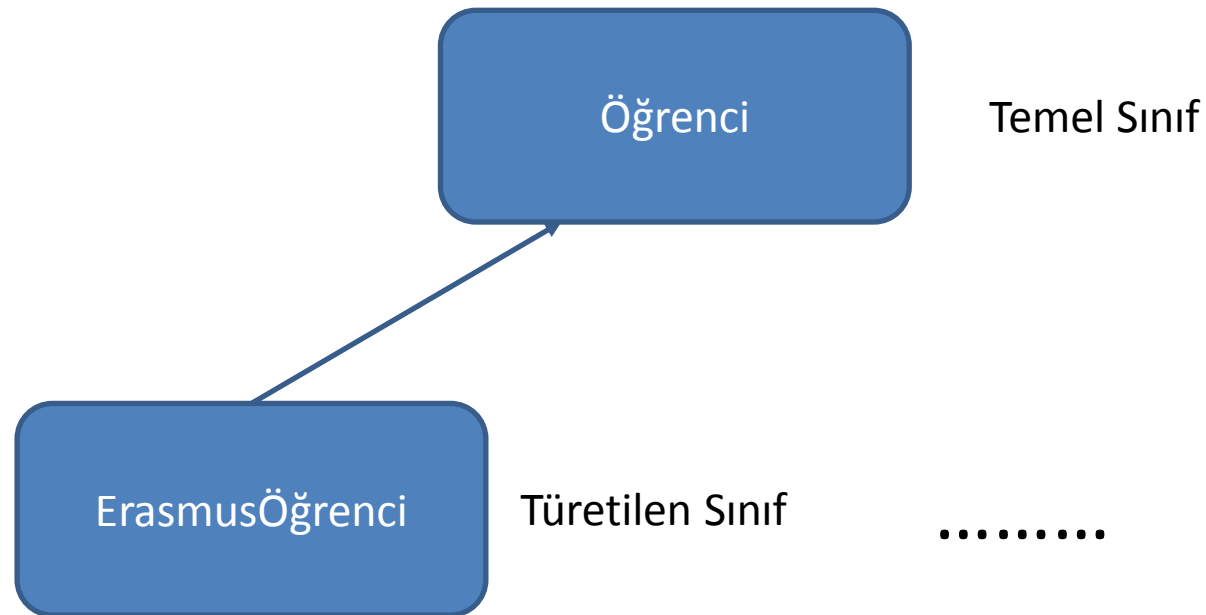 Öğrenci
Temel Sınıf
ErasmusÖğrenci
Türetilen Sınıf
.........